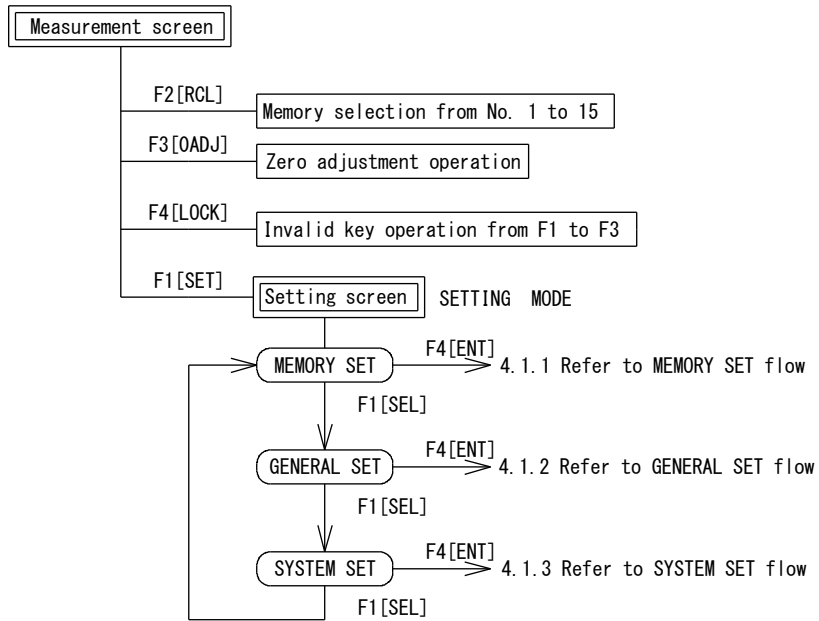 Measurement screen
F2[RCL]
Memory selection from No. 1 to 15
F3[0ADJ]
Zero adjustment operation
F4[LOCK]
Invalid key operation from F1 to F3
F1[SET]
Setting screen SETTING MODE
MEMORY SET F4[ENT] 4.1.1 Refer to MEMORY SET flow
F1[SEL]
GENERAL SET F4[ENT] 4.1.2 Refer to GENERAL SET flow
F1[SEL]
SYSTEM SET F4[ENT] 4.1.3 Refer to SYSTEM SET flow
F1[SEL]